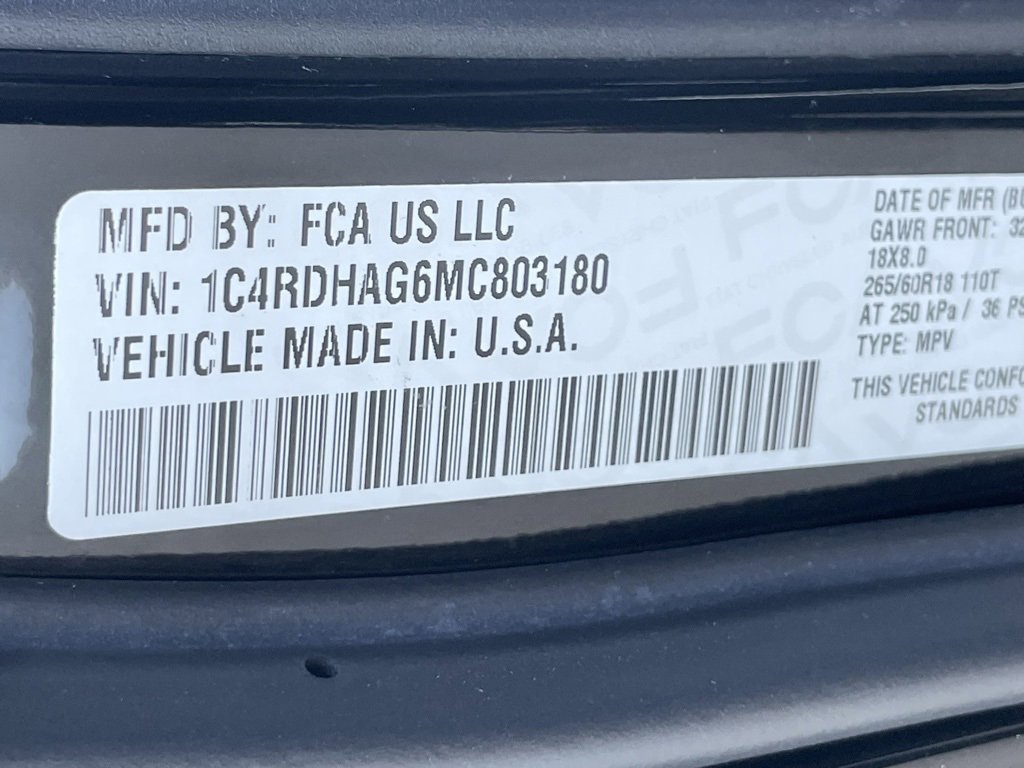 MFD BY: FCA US LLC
VIN: 1C4RDHAG6MC803180
VEHICLE MADE IN: U.S.A.
DATE OF MFR
GAWR FRONT:
18X8.0
265/60R18 110T
AT 250 kPa / 36
TYPE: MPV
THIS VEHICLE
STANDARDS